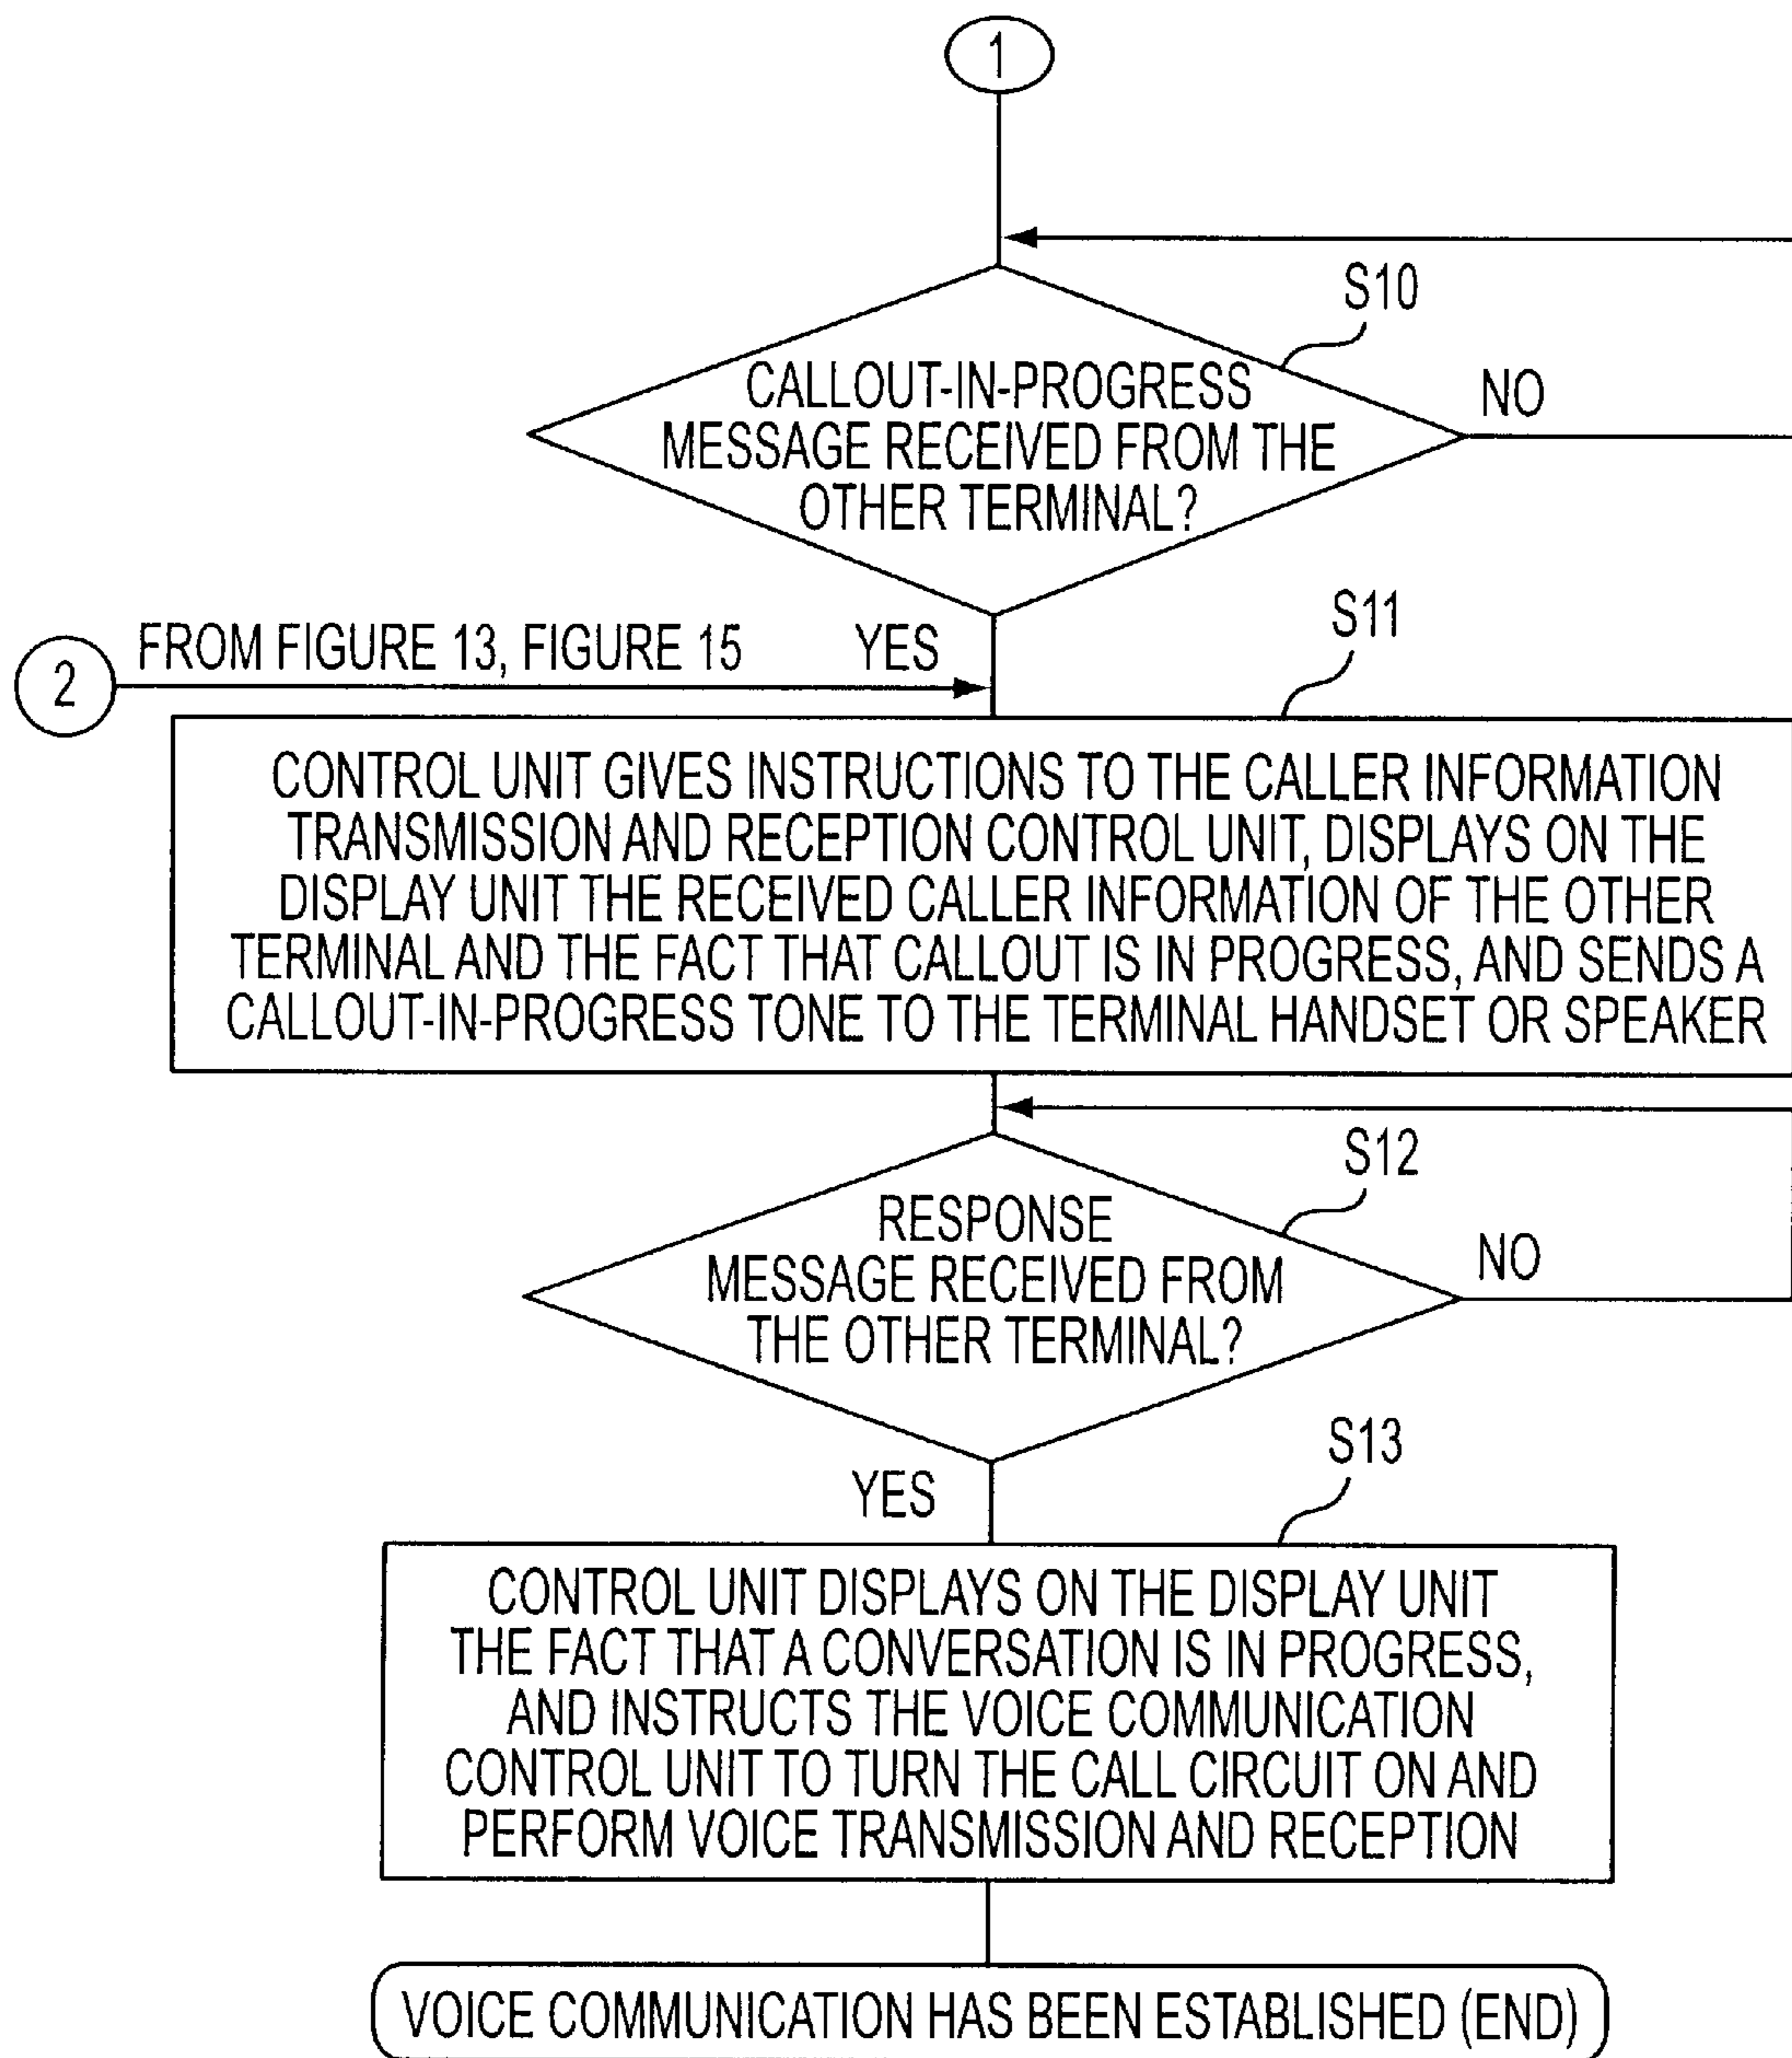 1
S10
CALLOUT-IN-PROGRESS
MESSAGE RECEIVED FROM THE
OTHER TERMINAL?
NO
S11
FROM FIGURE 13, FIGURE 15
YES
2
CONTROL UNIT GIVES INSTRUCTIONS TO THE CALLER INFORMATION
TRANSMISSION AND RECEPTION CONTROL UNIT, DISPLAYS ON THE
DISPLAY UNIT THE RECEIVED CALLER INFORMATION OF THE OTHER
TERMINAL AND THE FACT THAT CALLOUT IS IN PROGRESS, AND SENDS A
CALLOUT-IN-PROGRESS TONE TO THE TERMINAL HANDSET OR SPEAKER
S12
RESPONSE
MESSAGE RECEIVED FROM
THE OTHER TERMINAL?
NO
S13
YES
CONTROL UNIT DISPLAYS ON THE DISPLAY UNIT
THE FACT THAT A CONVERSATION IS IN PROGRESS,
AND INSTRUCTS THE VOICE COMMUNICATION
CONTROL UNIT TO TURN THE CALL CIRCUIT ON AND
PERFORM VOICE TRANSMISSION AND RECEPTION
VOICE COMMUNICATION HAS BEEN ESTABLISHED (END)